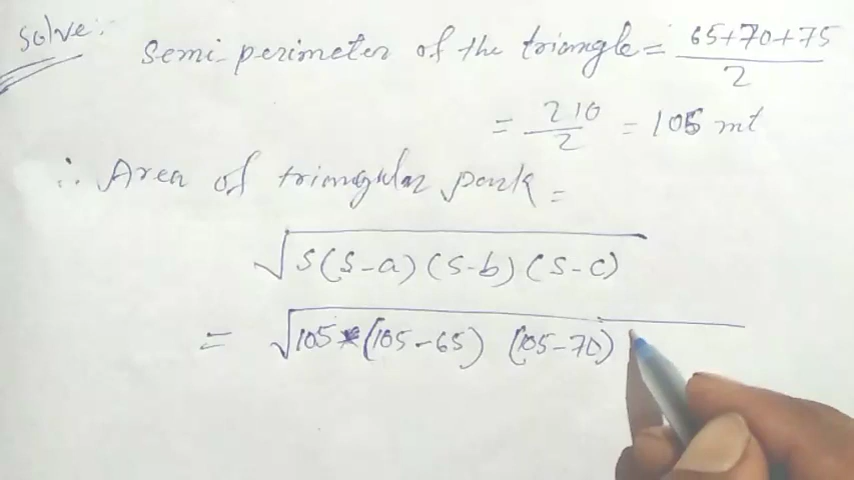 Solve:- Semi-perimeter of the triangle = 65+70+75 / 2
= 210 / 2 = 105 mt
∴ Area of triangular park =
√s(s-a)(s-b)(s-c)
= √105*(105-65) (105-70)